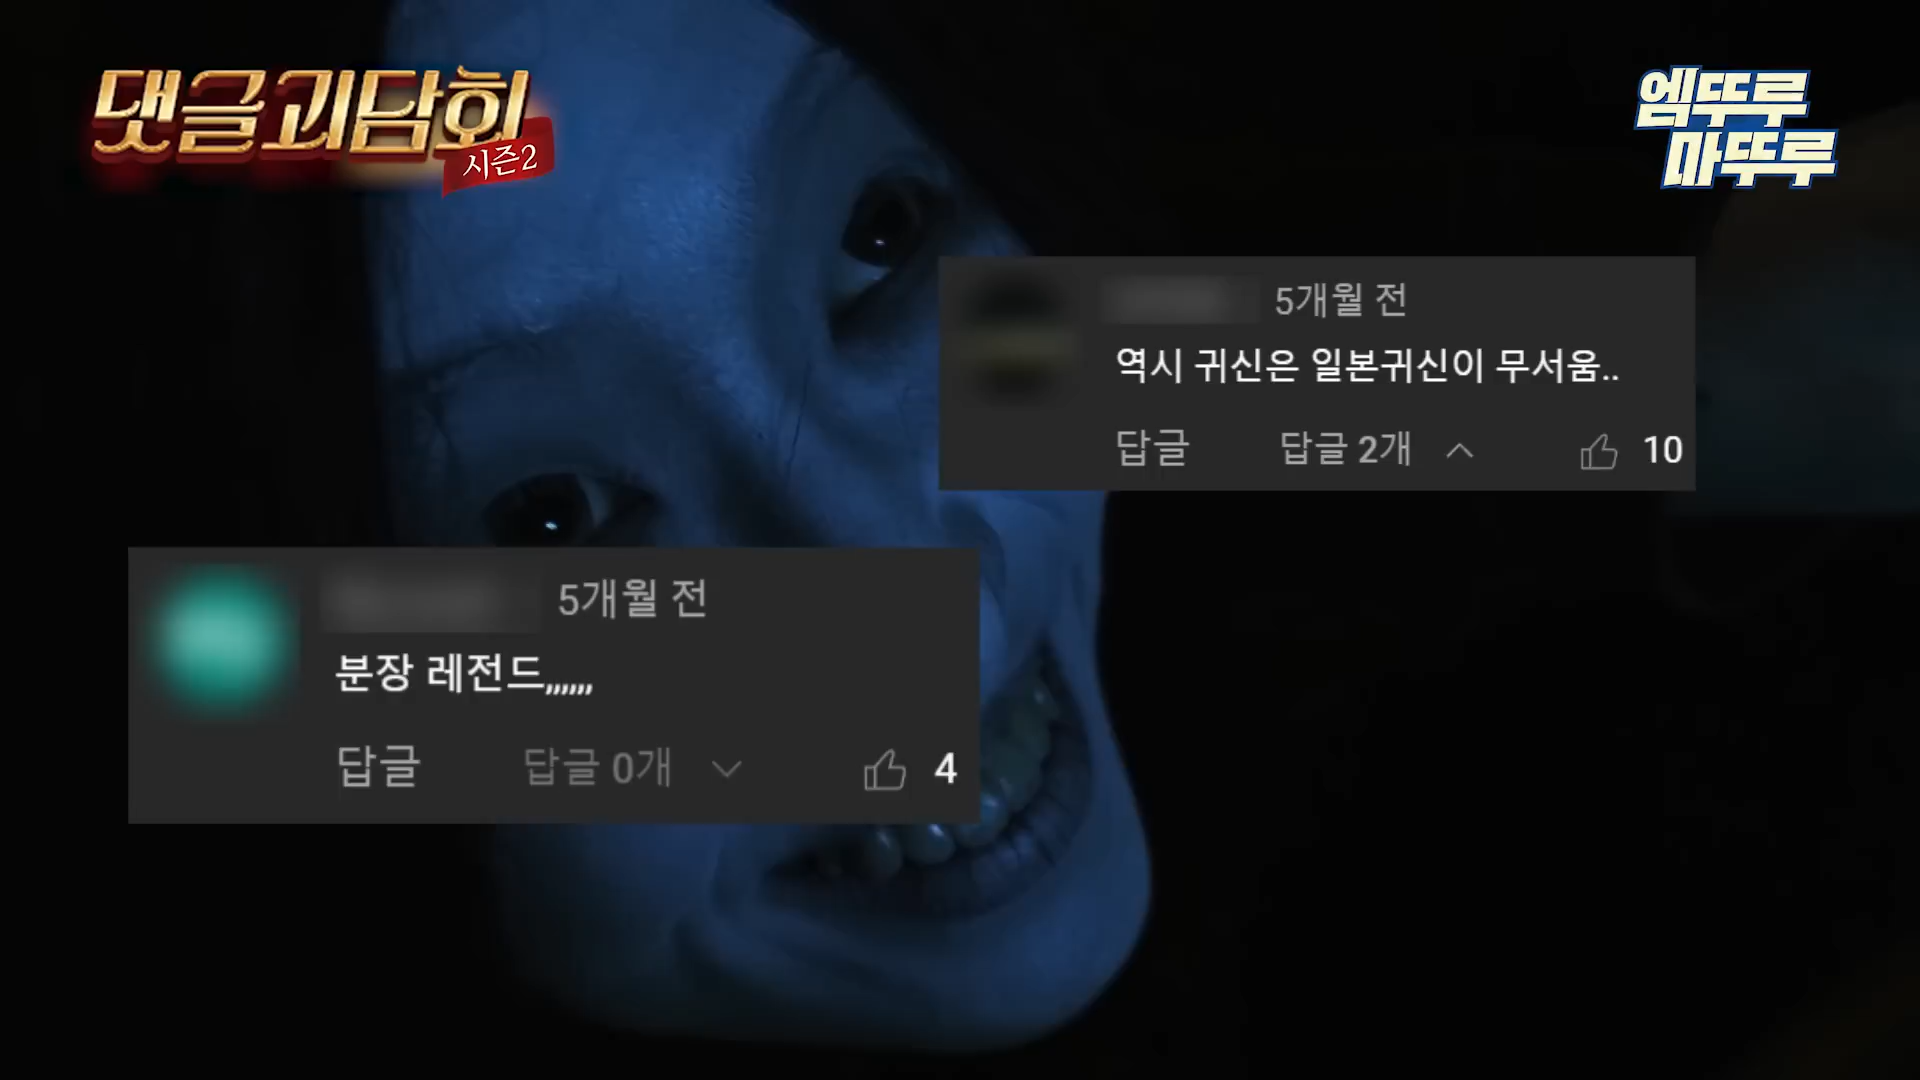 댓글 괴담회
시즌2
엠뚜루
마뚜루
5개월 전
역시 귀신은 일본귀신이 무서움..
답글 답글 2개 10
5개월 전
분장 레전드,,,,,,
답글 답글 0개 4